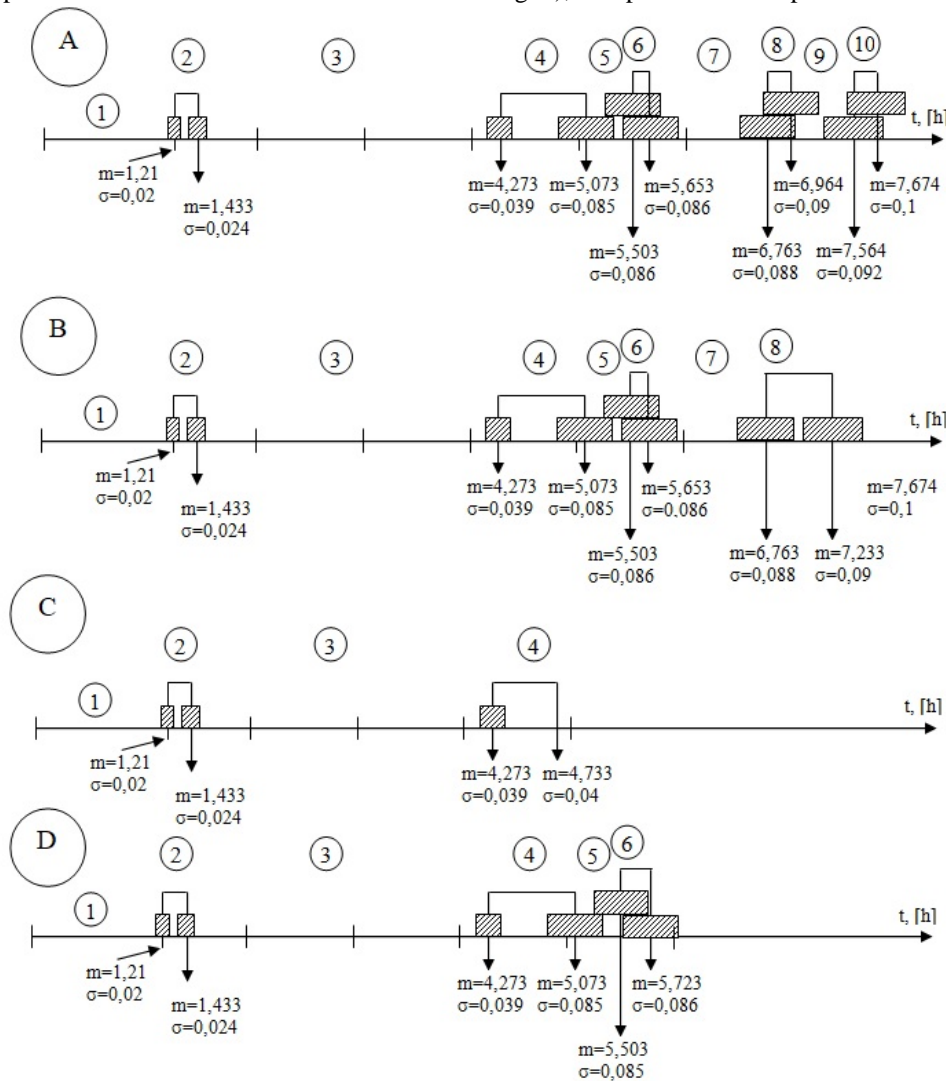 A
2
3
4
5
6
7
8
9
10
1
t, [h]
m=1,21
σ=0,02
m=1,433
σ=0,024
m=4,273
σ=0,039
m=5,073
σ=0,085
m=5,653
σ=0,086
m=6,964
σ=0,09
m=7,674
σ=0,1
m=5,503
σ=0,086
m=6,763
σ=0,088
m=7,564
σ=0,092
B
2
3
4
5
6
7
8
1
t, [h]
m=1,21
σ=0,02
m=1,433
σ=0,024
m=4,273
σ=0,039
m=5,073
σ=0,085
m=5,653
σ=0,086
m=7,674
σ=0,1
m=5,503
σ=0,086
m=6,763
σ=0,088
m=7,233
σ=0,09
C
2
3
4
1
t, [h]
m=1,21
σ=0,02
m=1,433
σ=0,024
m=4,273
σ=0,039
m=4,733
σ=0,04
D
2
3
4
5
6
1
t, [h]
m=1,21
σ=0,02
m=1,433
σ=0,024
m=4,273
σ=0,039
m=5,073
σ=0,085
m=5,723
σ=0,086
m=5,503
σ=0,085